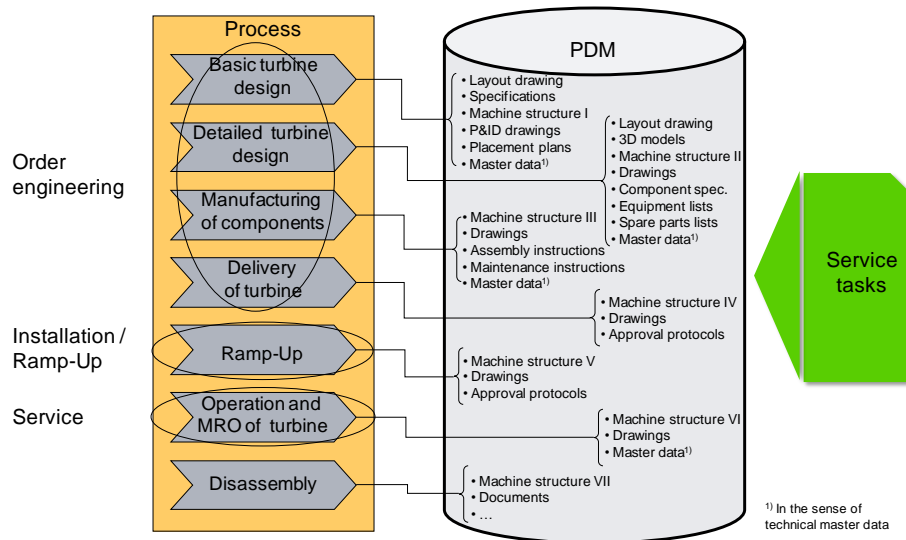 Process
Basic turbine
design
Detailed turbine
design
Manufacturing
of components
Delivery
of turbine
Ramp-Up
Operation and
MRO of turbine
Disassembly
Order
engineering
Installation /
Ramp-Up
Service
PDM
• Layout drawing
• Specifications
• Machine structure I
• P&ID drawings
• Placement plans
• Master data1)
• Layout drawing
• 3D models
• Machine structure II
• Drawings
• Component spec.
• Equipment lists
• Spare parts lists
• Master data1)
• Machine structure III
• Drawings
• Assembly instructions
• Maintenance instructions
• Master data1)
• Machine structure IV
• Drawings
• Approval protocols
• Machine structure V
• Drawings
• Approval protocols
• Machine structure VI
• Drawings
• Master data1)
• Machine structure VII
• Documents
• …
Service
tasks
1) In the sense of
technical master data